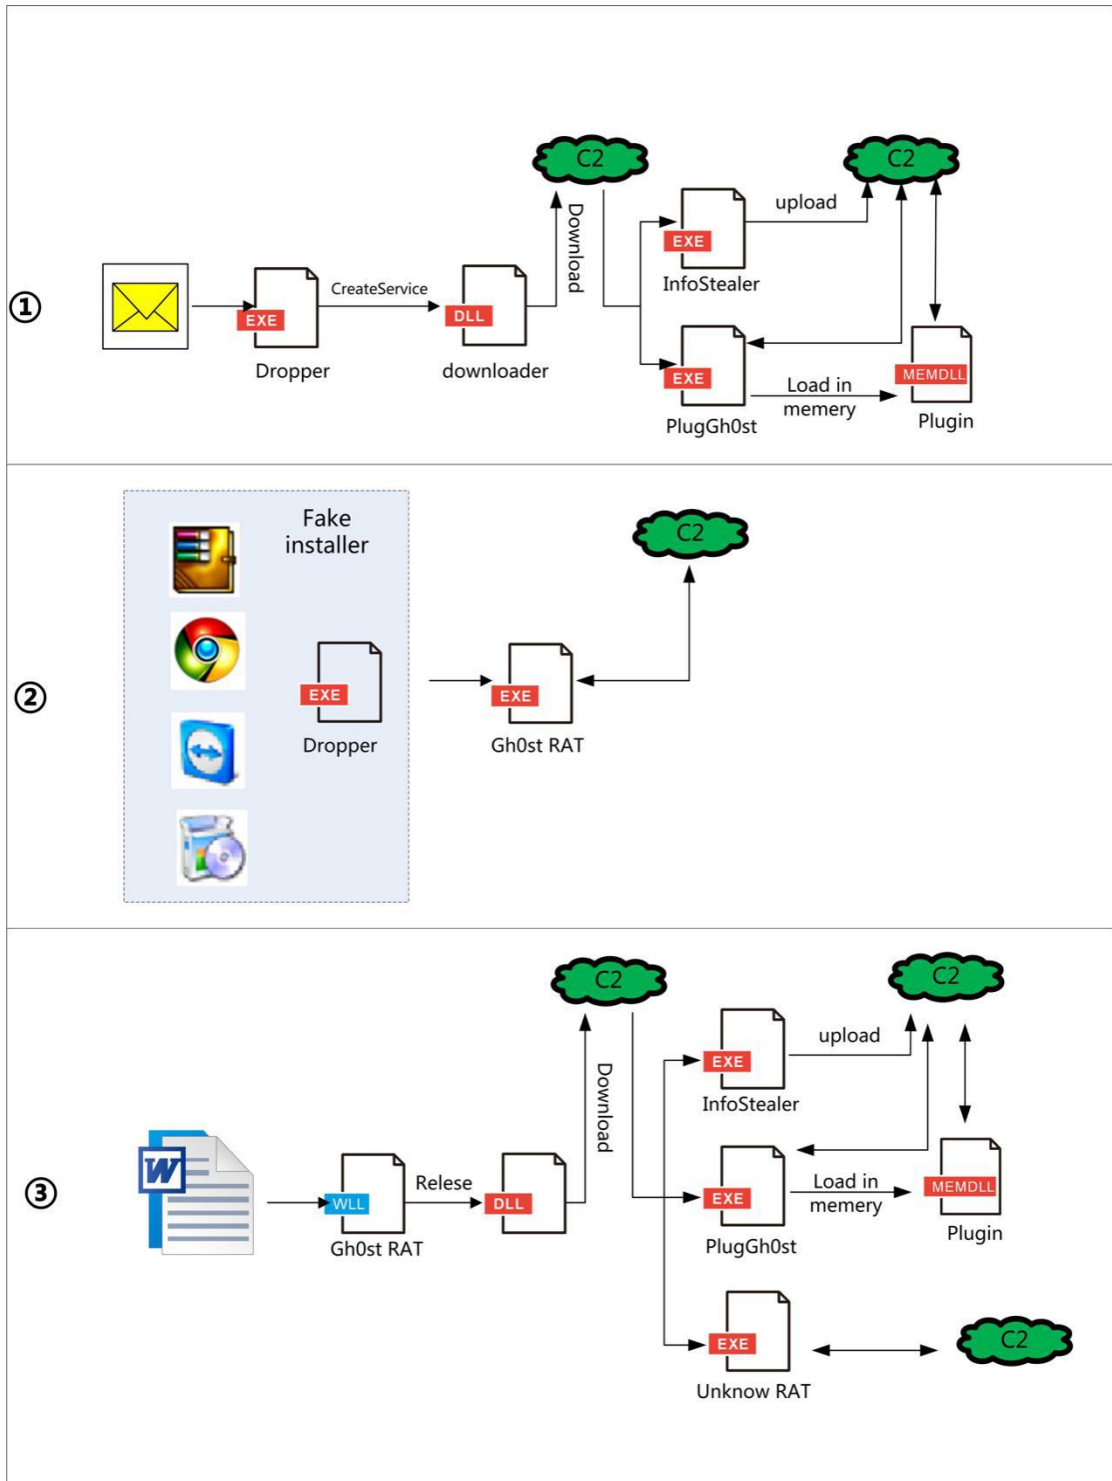 ①
C2
C2
Download
upload
EXE
InfoStealer
CreateService
EXE
DLL
Dropper
downloader
EXE
MEMDLL
Load in
memery
PlugGh0st
Plugin
②
Fake
installer
C2
EXE
EXE
Dropper
Gh0st RAT
③
C2
C2
Download
upload
EXE
InfoStealer
W
Relese
WLL
DLL
Gh0st RAT
EXE
MEMDLL
Load in
memory
PlugGh0st
Plugin
EXE
C2
Unknow RAT